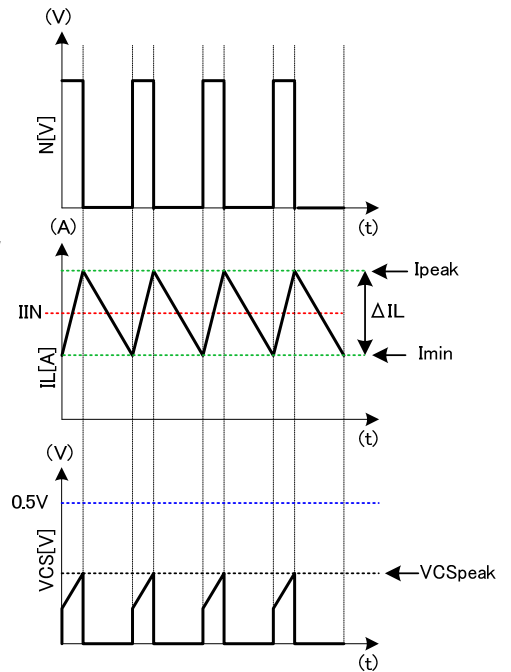 (V)
N[V]
(t)
(A)
Ipeak
IIN
ΔIL
Imin
IL[A]
(t)
(V)
0.5V
VCS[V]
VCSpeak
(t)